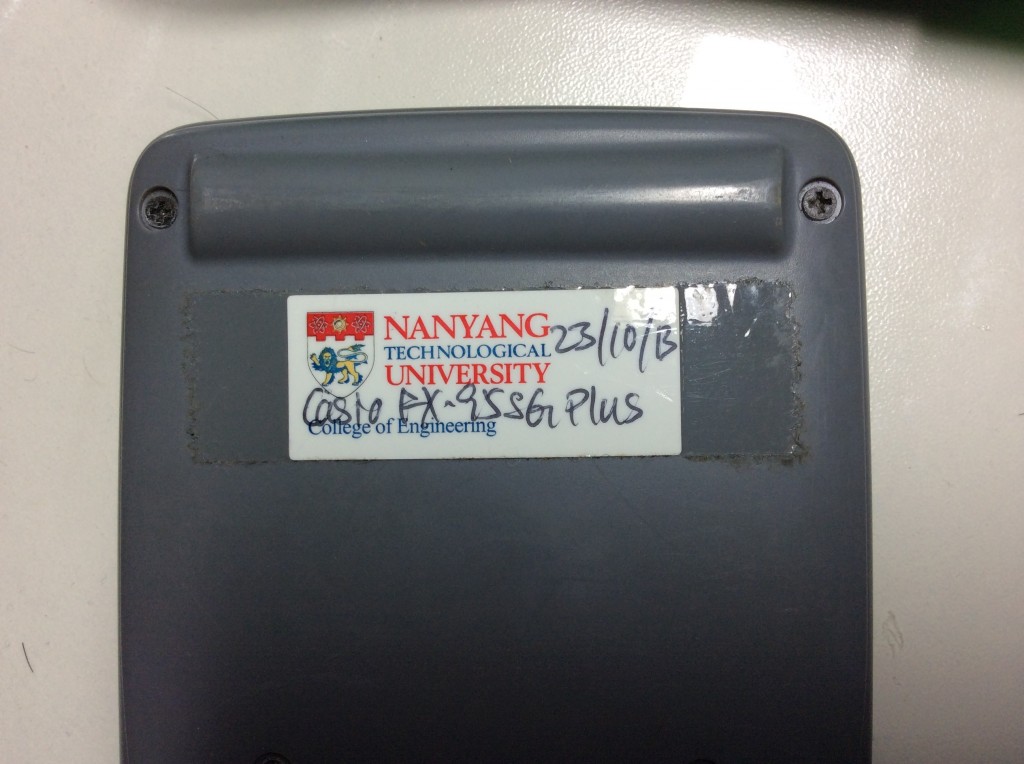 NANYANG
TECHNOLOGICAL
UNIVERSITY
23/10/13
Casio FX-95SG Plus
College of Engineering